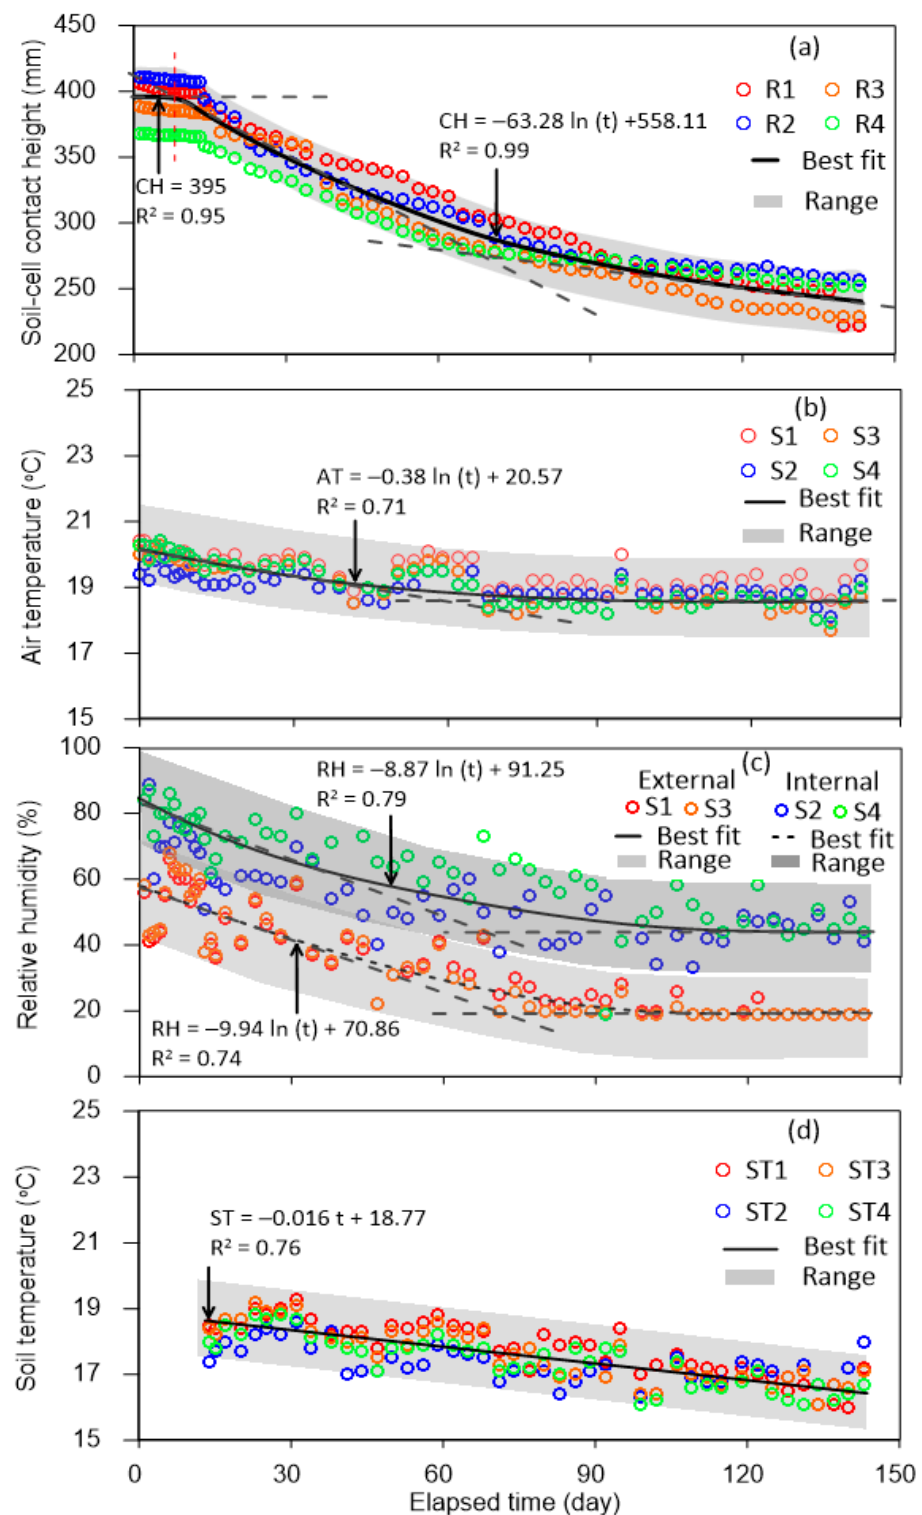 450
400
350
300
250
200
Soil-cell contact height (mm)
(a)
R1 R3
R2 R4
Best fit
Range
CH = −63.28 ln (t) +558.11
R² = 0.99
CH = 395
R² = 0.95
25
23
21
19
17
15
Air temperature (°C)
(b)
S1 S3
S2 S4
Best fit
Range
AT = −0.38 ln (t) + 20.57
R² = 0.71
100
80
60
40
20
0
Relative humidity (%)
(c)
External Internal
S1 S3 S2 S4
Best fit Best fit
Range Range
RH = −8.87 ln (t) + 91.25
R² = 0.79
RH = −9.94 ln (t) + 70.86
R² = 0.74
25
23
21
19
17
15
Soil temperature (°C)
(d)
ST1 ST3
ST2 ST4
Best fit
Range
ST = −0.016 t + 18.77
R² = 0.76
0 30 60 90 120 150
Elapsed time (day)